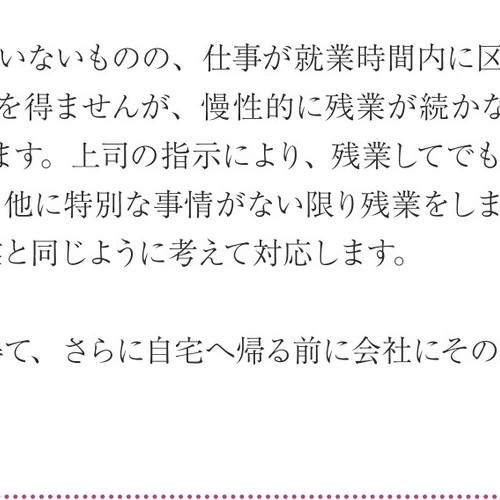 いないものの、仕事が就業時間内に区
を得ませんが、慢性的に残業が続かな
ます。上司の指示により、残業してでも
他に特別な事情がない限り残業をしま
と同じように考えて対応します。
て、さらに自宅へ帰る前に会社にその